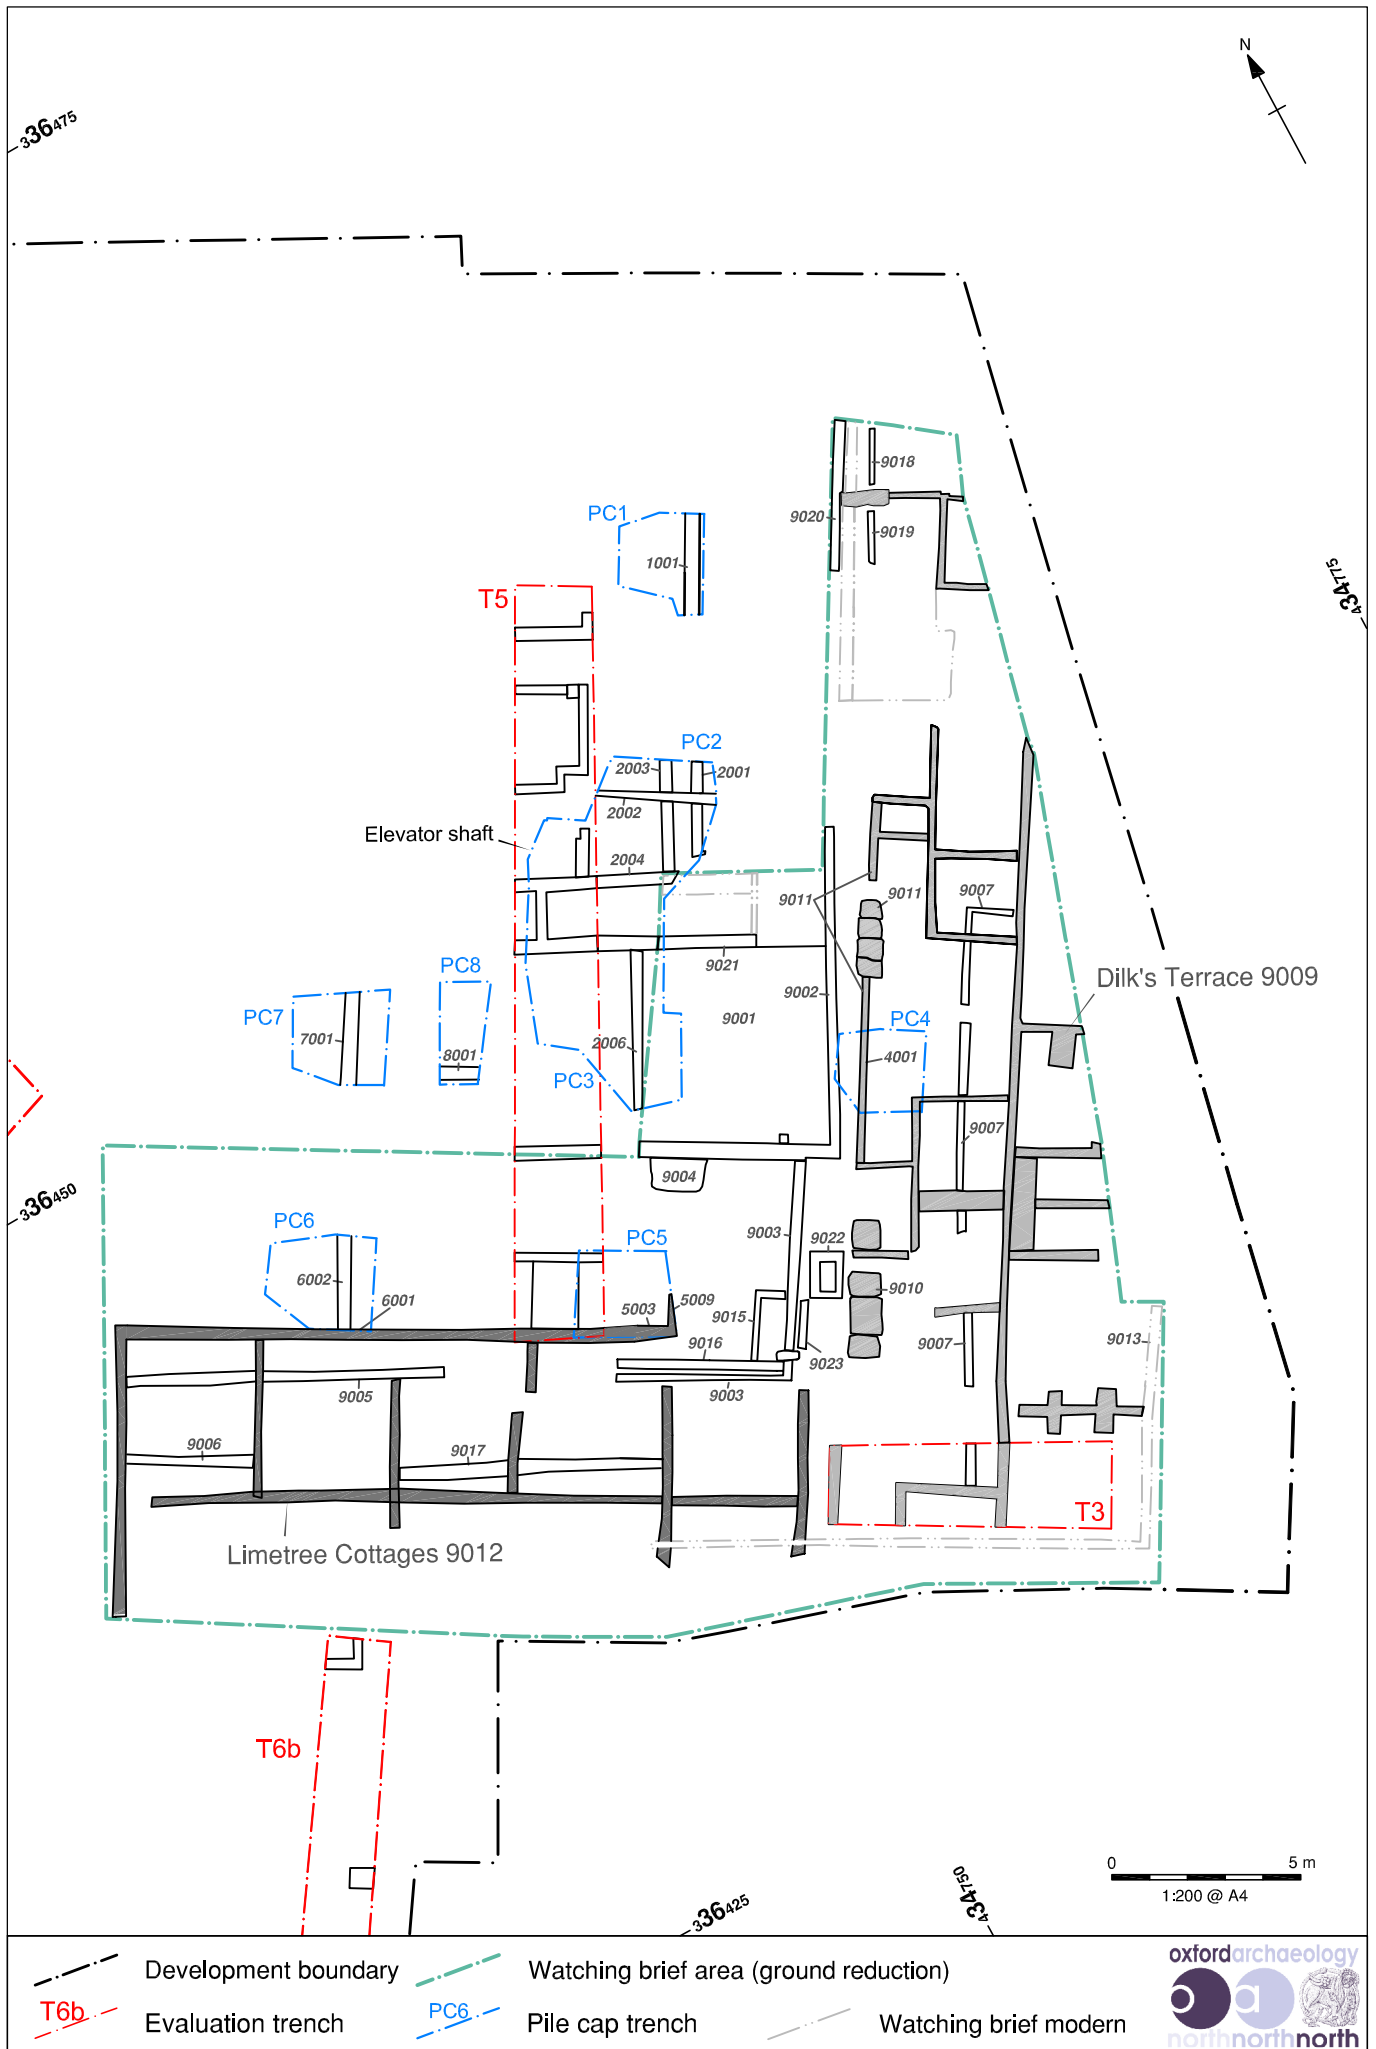 N
336475
9018
9020
PC1
9019
1001
434775
T5
PC2
2003
2001
2002
Elevator shaft
2004
9011
9011
9007
9021
PC8
Dilk's Terrace 9009
9002
PC7
9001
PC4
7001
2006
8001
4001
PC3
9007
9004
336450
PC6
PC5
9003
9022
6002
9010
6001
5003
5009
9015
9013
9016
9023
9007
9005
9003
9006
9017
T3
Limetree Cottages 9012
T6b
0
5 m
1:200 @ A4
434750
336425
Development boundary
Watching brief area (ground reduction)
T6b
Evaluation trench
PC6
Pile cap trench
Watching brief modern
oxfordarchaeology
o a
northnorthnorth